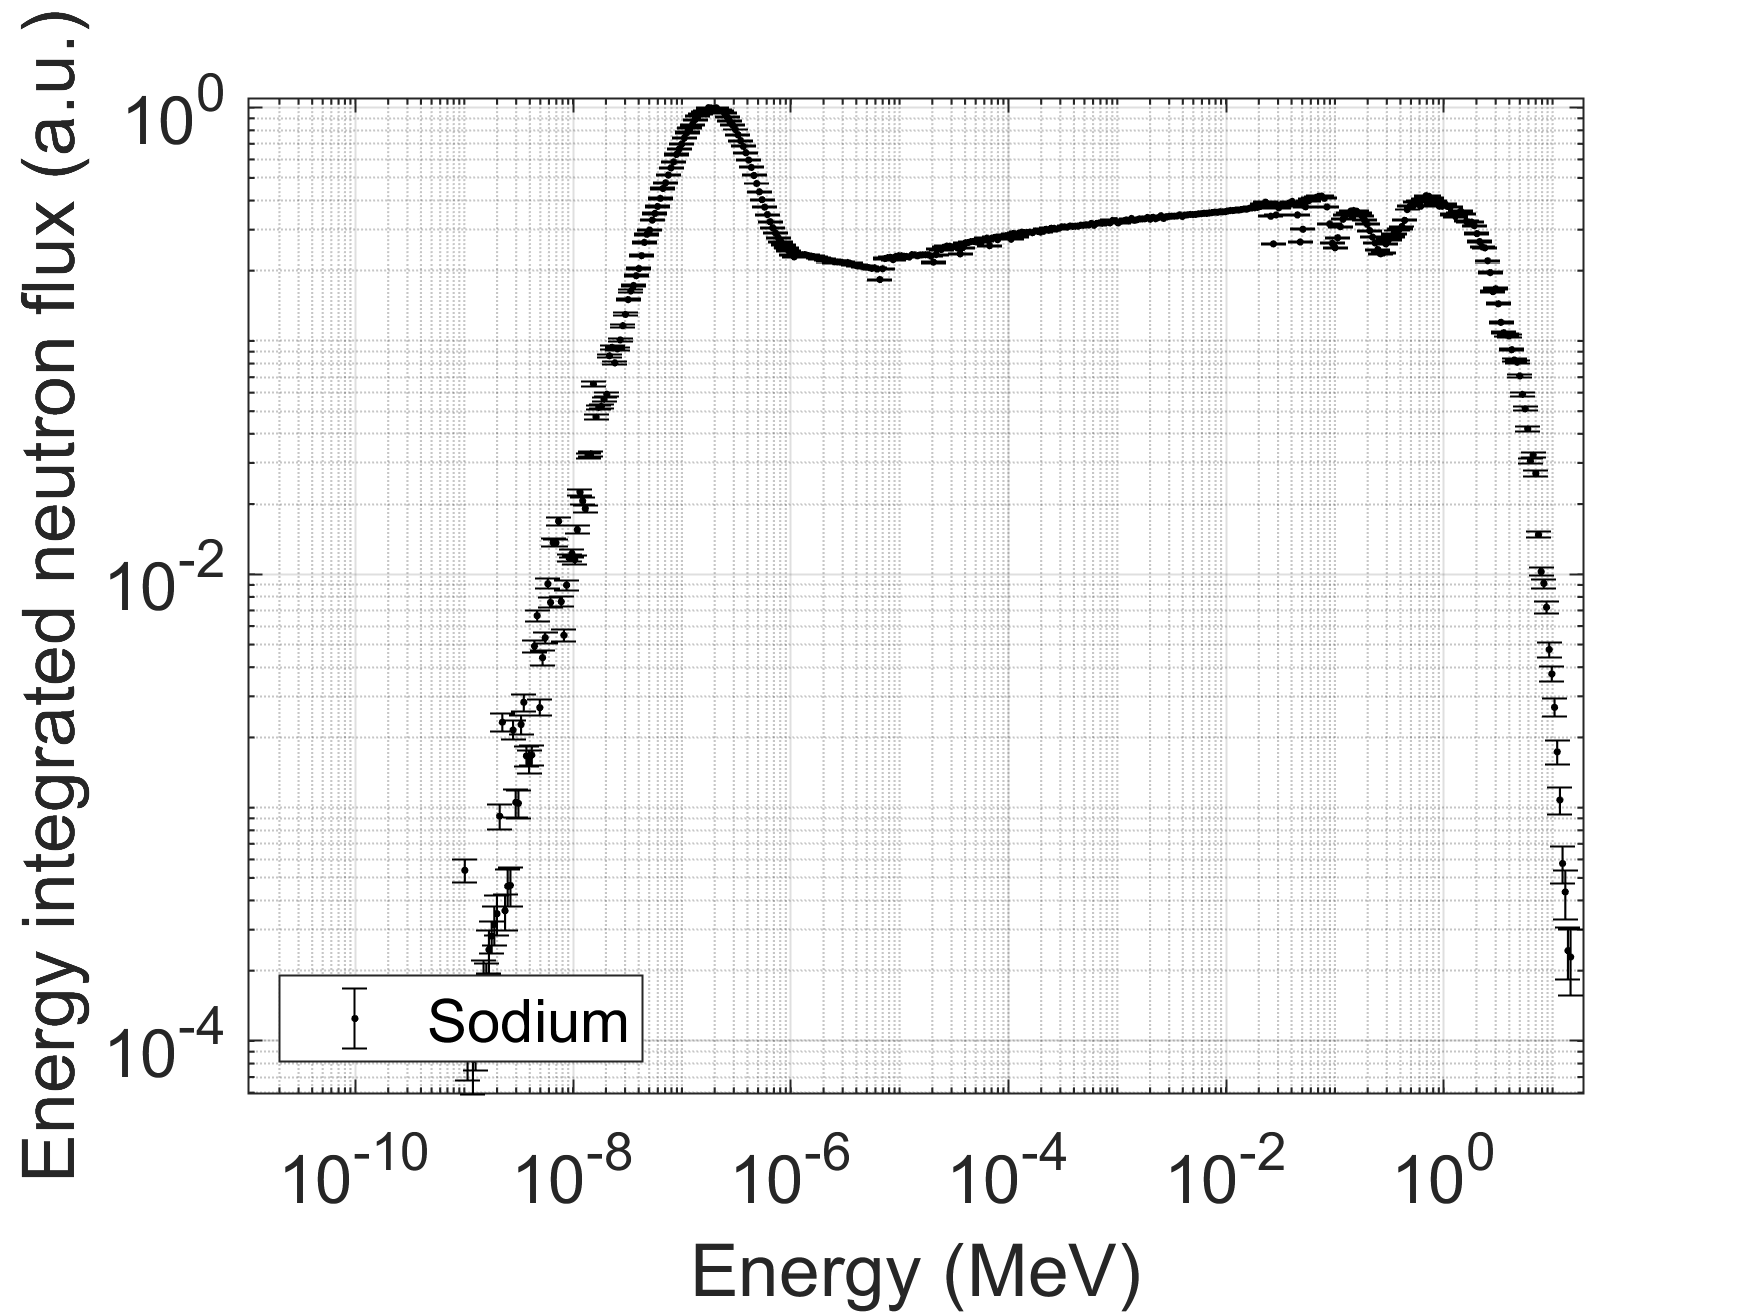 Energy integrated neutron flux (a.u.)
10^0
10^-2
10^-4
Sodium
10^-10 10^-8 10^-6 10^-4 10^-2 10^0
Energy (MeV)